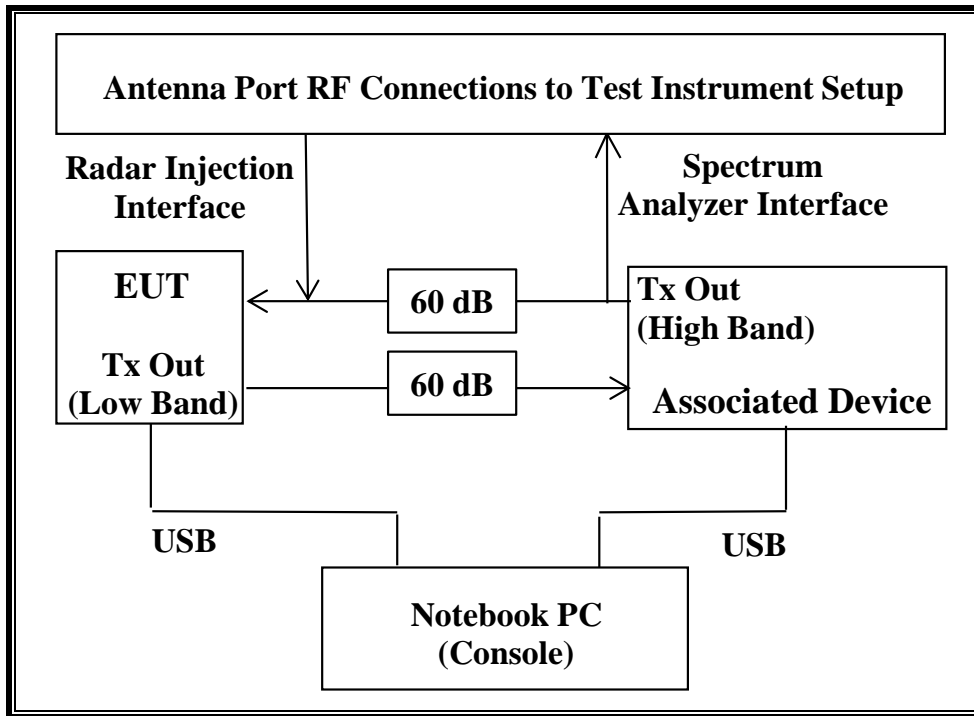 Antenna Port RF Connections to Test Instrument Setup
Radar Injection
Interface
Spectrum
Analyzer Interface
EUT
Tx Out
(Low Band)
60 dB
60 dB
Tx Out
(High Band)
Associated Device
USB
USB
Notebook PC
(Console)